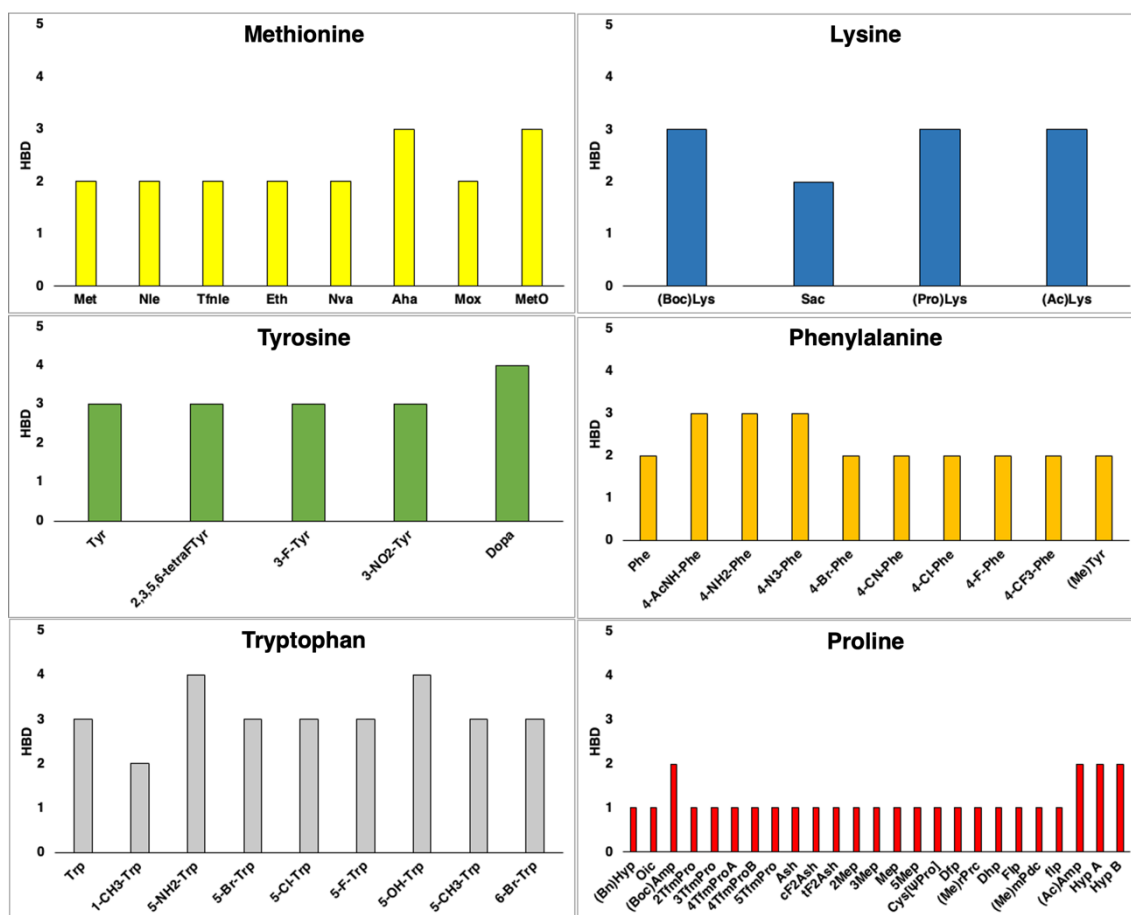 Methionine
5
4
3
2
1
0
HBD
Met Nle Tfnle Eth Nva Aha Mox MetO
Lysine
5
4
3
2
1
0
HBD
(Boc)Lys Sac (Pro)Lys (Ac)Lys
Tyrosine
5
4
3
2
1
0
HBD
Tyr
2,3,5,6-tetraFTyr
3-F-Tyr
3-NO2-Tyr
Dopa
Phenylalanine
5
4
3
2
1
0
HBD
Phe
4-AcNH-Phe
4-NH2-Phe
4-N3-Phe
4-Br-Phe
4-CN-Phe
4-Cl-Phe
4-F-Phe
4-CF3-Phe
(Me)Tyr
Tryptophan
5
4
3
2
1
0
HBD
Trp
1-CH3-Trp
5-NH2-Trp
5-Br-Trp
5-Cl-Trp
5-F-Trp
5-OH-Trp
5-CH3-Trp
6-Br-Trp
Proline
5
4
3
2
1
0
HBD
(Bn)Hyp
Oic
(Boc)Amp
2TfmPro
3TfmPro
4TfmProA
4TfmProB
5TfmPro
Ash
cF2Ash
tF2Ash
2Mep
3Mep
Mep
5Mep
Cys[ΨPro]
Dfp
(Me)rPrc
Dhp
Flp
(Me)mPdc
flp
(Ac)Amp
Hyp A
Hyp B